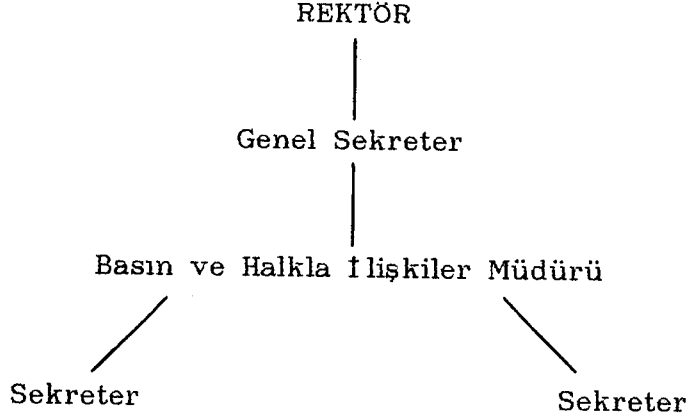 REKTÖR
Genel Sekreter
Basın ve Halkla İlişkiler Müdürü
Sekreter Sekreter